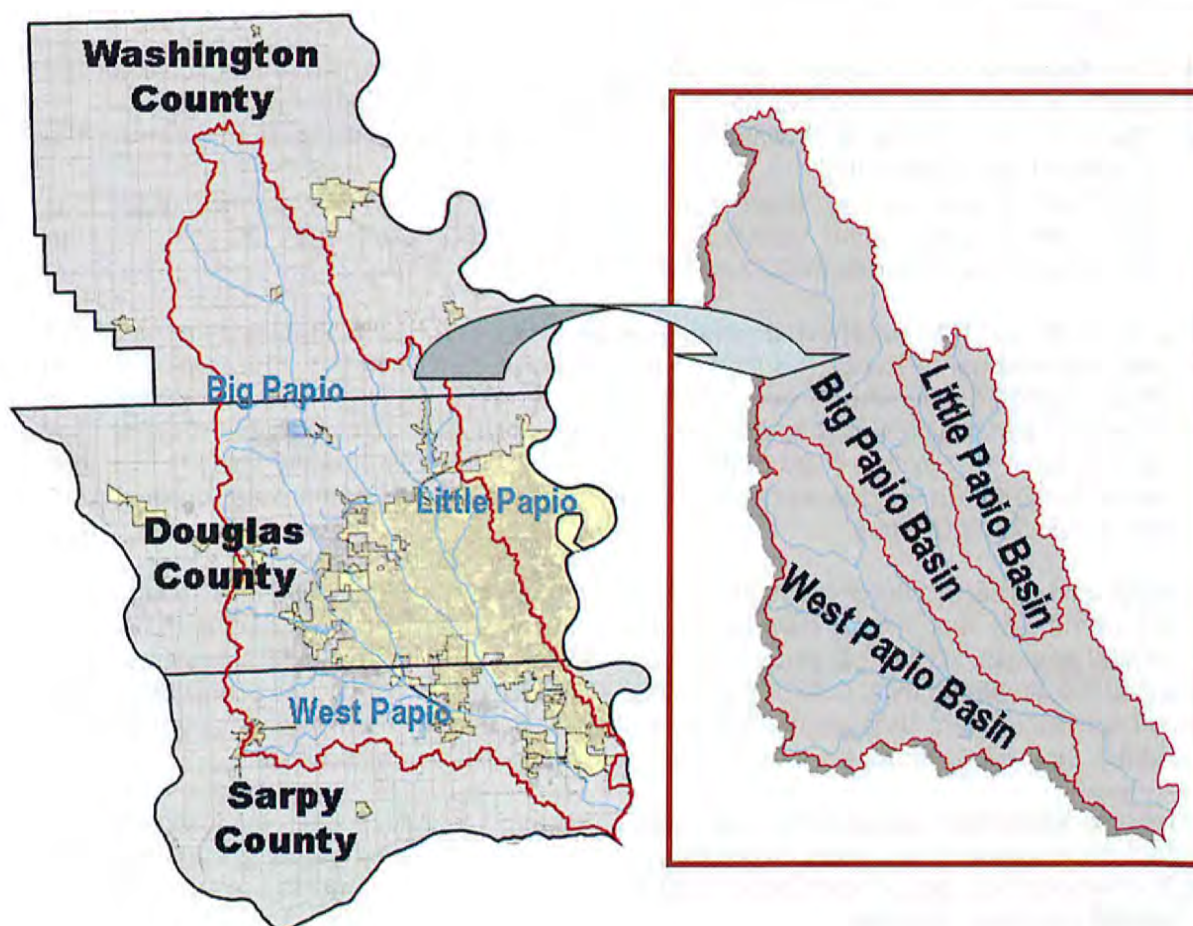 Washington
County
Big Papio
Little Papio
Douglas
County
West Papio
Sarpy
County
Big Papio Basin
Little Papio Basin
West Papio Basin